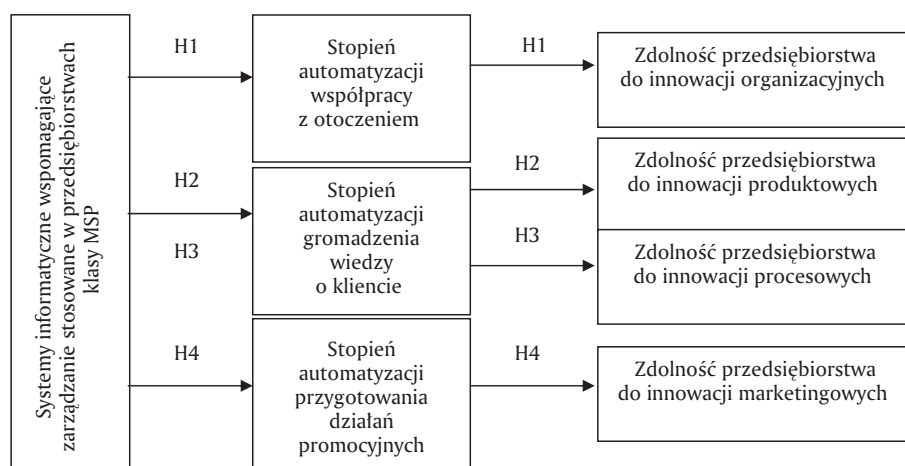 Systemy informatyczne wspomagające
zarządzanie stosowane w przedsiębiorstwach
klasy MSP
H1
Stopień
automatyzacji
współpracy
z otoczeniem
H1
Zdolność przedsiębiorstwa
do innowacji organizacyjnych
H2
H3
Stopień
automatyzacji
gromadzenia
wiedzy
o kliencie
H2
Zdolność przedsiębiorstwa
do innowacji produktowych
H3
Zdolność przedsiębiorstwa
do innowacji procesowych
H4
Stopień
automatyzacji
przygotowania
działań
promocyjnych
H4
Zdolność przedsiębiorstwa
do innowacji marketingowych